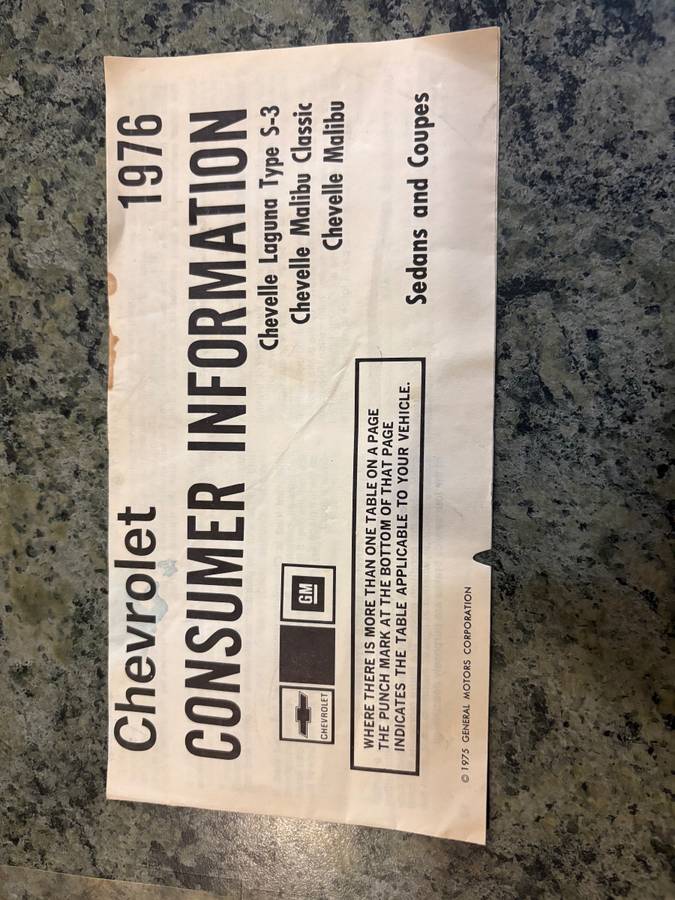 Chevrolet 1976
CONSUMER INFORMATION
Chevelle Laguna Type S-3
Chevelle Malibu Classic
Chevelle Malibu
CHEVROLET
GM
Sedans and Coupes
WHERE THERE IS MORE THAN ONE TABLE ON A PAGE
THE PUNCH MARK AT THE BOTTOM OF THAT PAGE
INDICATES THE TABLE APPLICABLE TO YOUR VEHICLE.
© 1975 GENERAL MOTORS CORPORATION